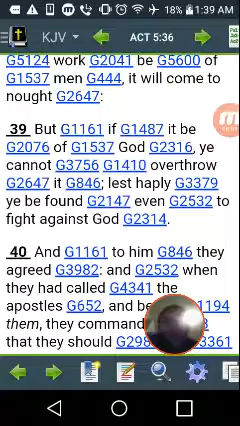 18% 1:39 AM
KJV ACT 5:36
G5124 work G2041 be G5600 of
G1537 men G444, it will come to
nought G2647:
39 But G1161 if G1487 it be
G2076 of G1537 God G2316, ye
cannot G3756 G1410 overthrow
G2647 it G846; lest haply G3379
ye be found G2147 even G2532 to
fight against God G2314.
40 And G1161 to him G846 they
agreed G3982: and G2532 when
they had called G4341 the
apostles G652, and 1194
them, they
that they should 3361